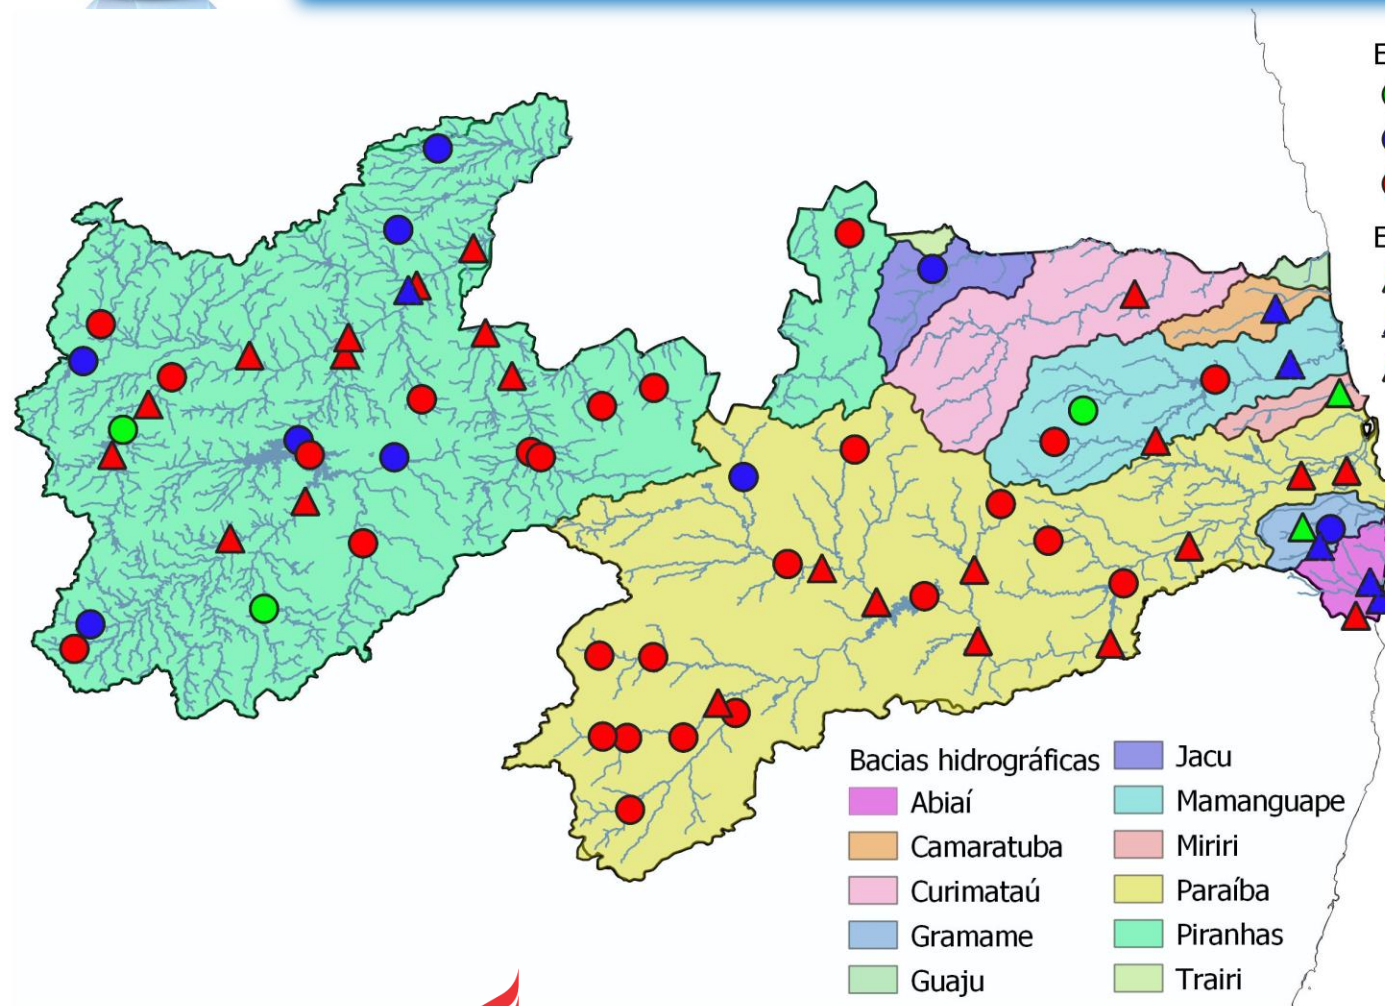 E
E
Bacias hidrográficas
Abiaí
Camaratuba
Curimataú
Gramame
Guaju
Jacu
Mamanguape
Miriri
Paraíba
Piranhas
Trairi